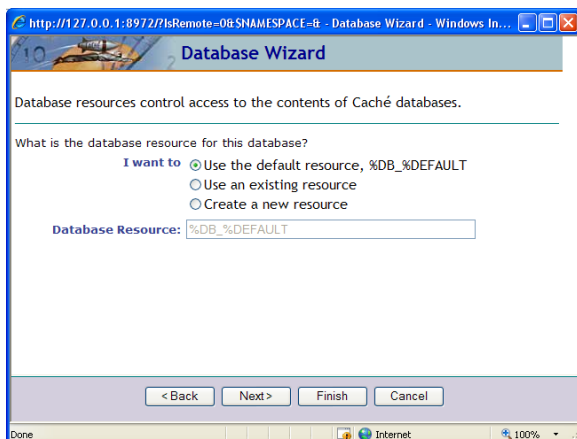 http://127.0.0.1:8972/?IsRemote=0&$NAMESPACE=& - Database Wizard - Windows In...
Database Wizard
Database resources control access to the contents of Caché databases.
What is the database resource for this database?
I want to Use the default resource, %DB_%DEFAULT
Use an existing resource
Create a new resource
Database Resource: %DB_%DEFAULT
< Back Next > Finish Cancel
Done Internet 100%